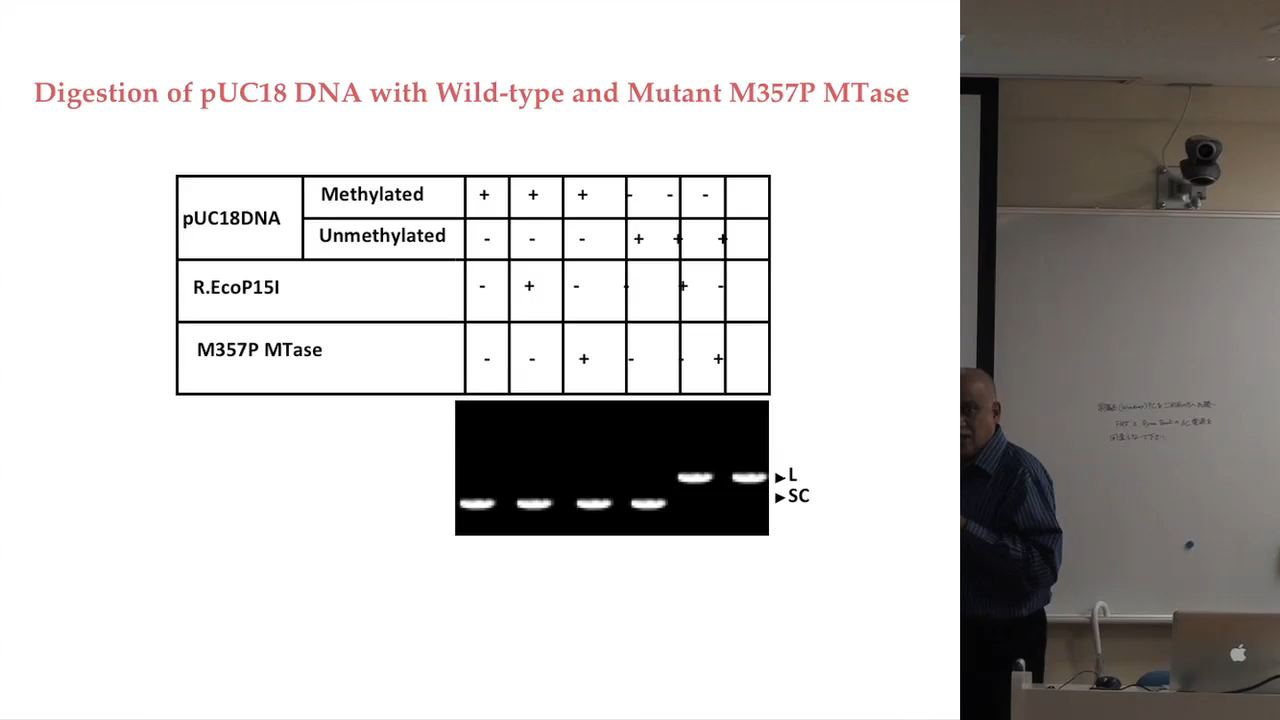 Digestion of pUC18 DNA with Wild-type and Mutant M357P MTase
pUC18DNA Methylated + + + - - -
Unmethylated - - - + + +
R.EcoP15I - + - - + -
M357P MTase - - + - - +
►L
►SC